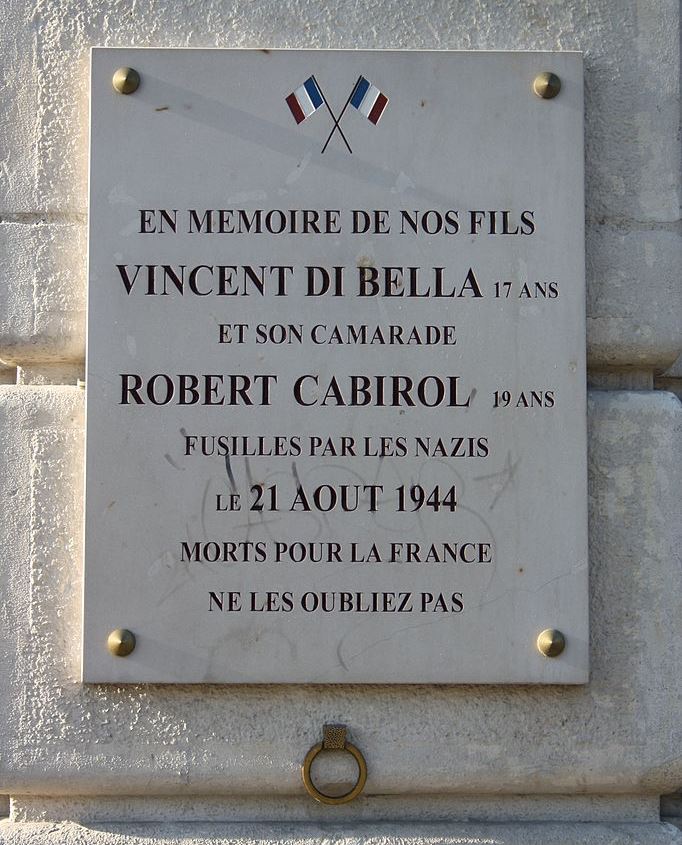 EN MEMOIRE DE NOS FILS
VINCENT DI BELLA 17 ANS
ET SON CAMARADE
ROBERT CABIROL 19 ANS
FUSILLES PAR LES NAZIS
LE 21 AOUT 1944
MORTS POUR LA FRANCE
NE LES OUBLIEZ PAS